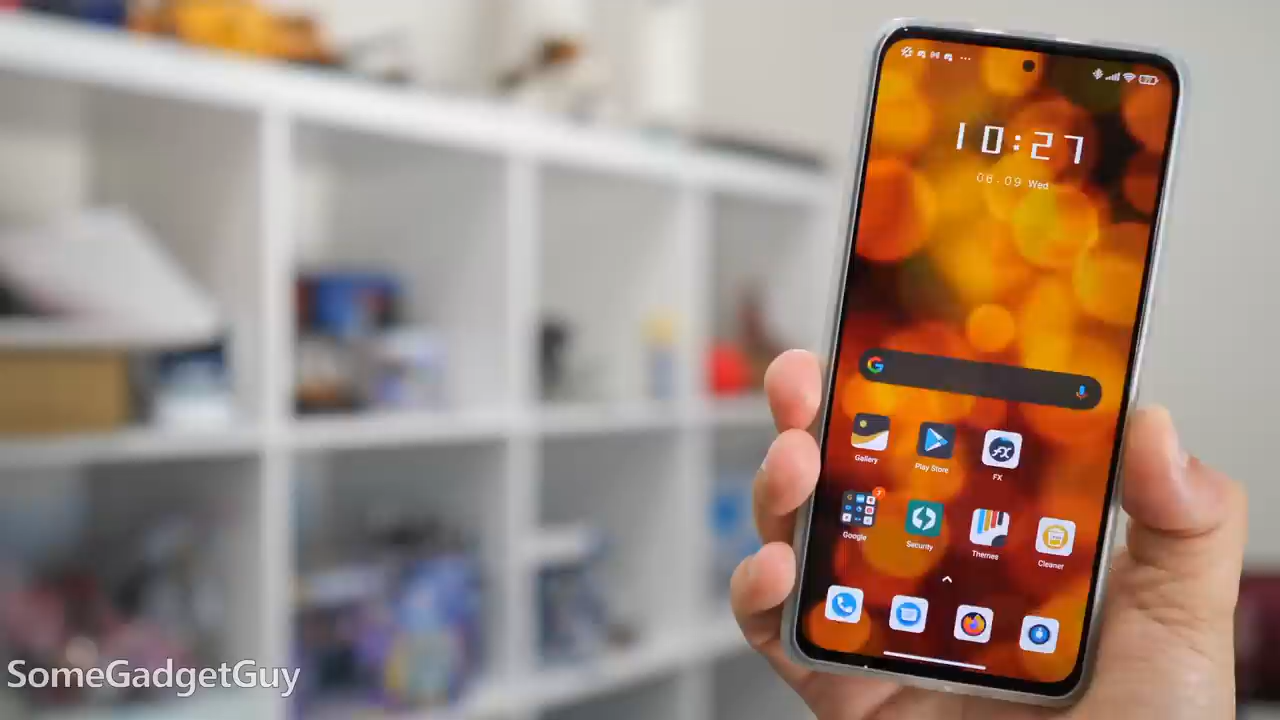 10:27
08.09 Wed
Gallery
Play Store
FX
Google
Security
Themes
Cleaner
SomeGadgetGuy